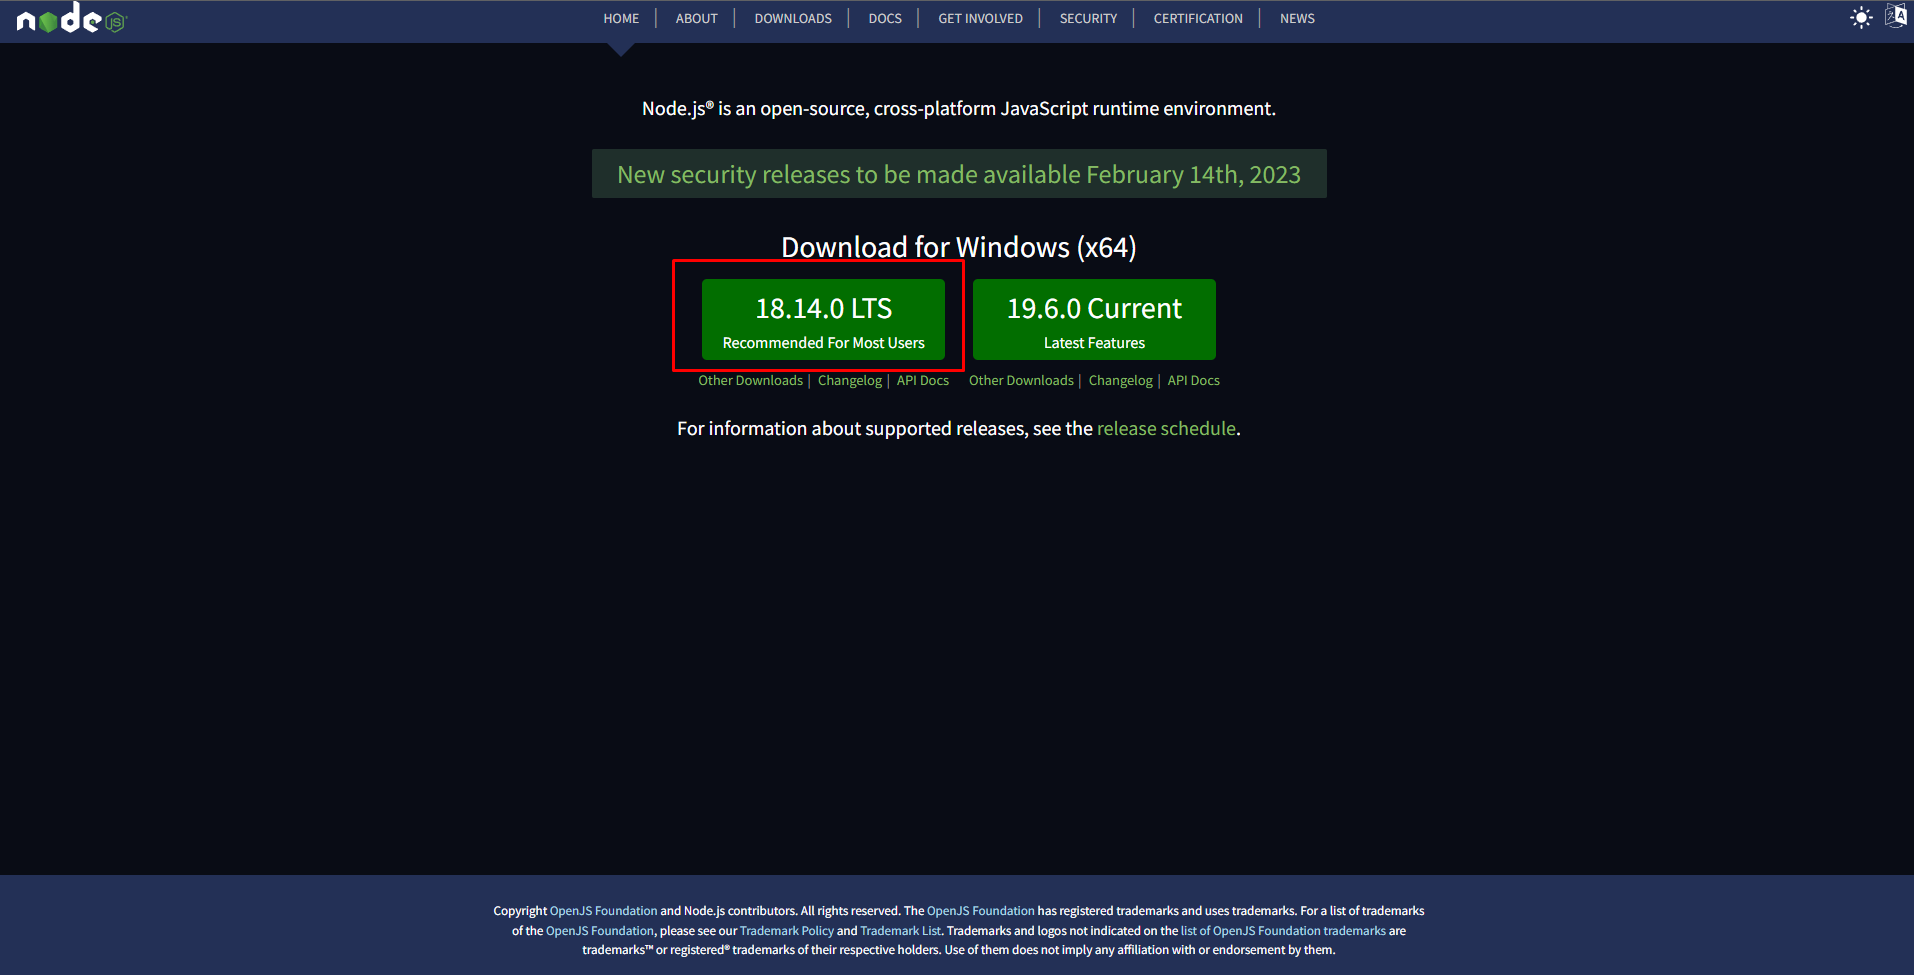 node JS
HOME | ABOUT | DOWNLOADS | DOCS | GET INVOLVED | SECURITY | CERTIFICATION | NEWS
Node.js® is an open-source, cross-platform JavaScript runtime environment.
New security releases to be made available February 14th, 2023
Download for Windows (x64)
18.14.0 LTS
Recommended For Most Users
19.6.0 Current
Latest Features
Other Downloads | Changelog | API Docs
Other Downloads | Changelog | API Docs
For information about supported releases, see the release schedule.
Copyright OpenJS Foundation and Node.js contributors. All rights reserved. The OpenJS Foundation has registered trademarks and uses trademarks. For a list of trademarks
of the OpenJS Foundation, please see our Trademark Policy and Trademark List. Trademarks and logos not indicated on the list of OpenJS Foundation trademarks are
trademarks™ or registered® trademarks of their respective holders. Use of them does not imply any affiliation with or endorsement by them.